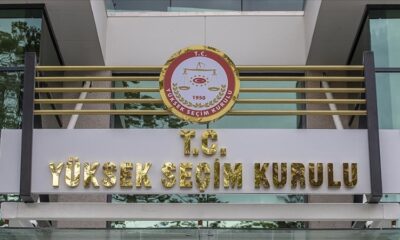 T.C.
YÜKSEK SEÇİM KURULU
1950
T.C.
YÜKSEK SEÇİM KURULU